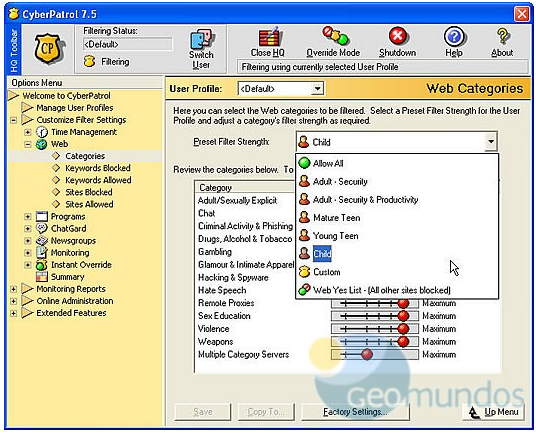 CyberPatrol 7.5
HQ Toolbar
CP
Filtering Status:
<Default>
Filtering
Switch User
Close HQ
Override Mode
Shutdown
Help
About
Filtering using currently selected User Profile
Options Menu
Welcome to CyberPatrol
Manage User Profiles
Customize Filter Settings
Time Management
Web
Categories
Keywords Blocked
Keywords Allowed
Sites Blocked
Sites Allowed
Programs
ChatGard
Newsgroups
Monitoring
Instant Override
Summary
Monitoring Reports
Online Administration
Extended Features
User Profile: <Default>
Web Categories
Here you can select the Web categories to be filtered. Select a Preset Filter Strength for the User
Profile and adjust a category's filter strength as required.
Preset Filter Strength: Child
Allow All
Adult - Security
Adult - Security & Productivity
Mature Teen
Young Teen
Child
Custom
Web Yes List - (All other sites blocked)
Review the categories below. To
Category
Adult/Sexually Explicit
Chat
Criminal Activity & Phishing
Drugs, Alcohol & Tobacco
Gambling
Glamour & Intimate Apparel
Hacking & Spyware
Hate Speech
Remote Proxies Maximum
Sex Education Maximum
Violence Maximum
Weapons Maximum
Multiple Category Servers Maximum
geomundos
Save
Copy To...
Factory Settings...
Up Menu